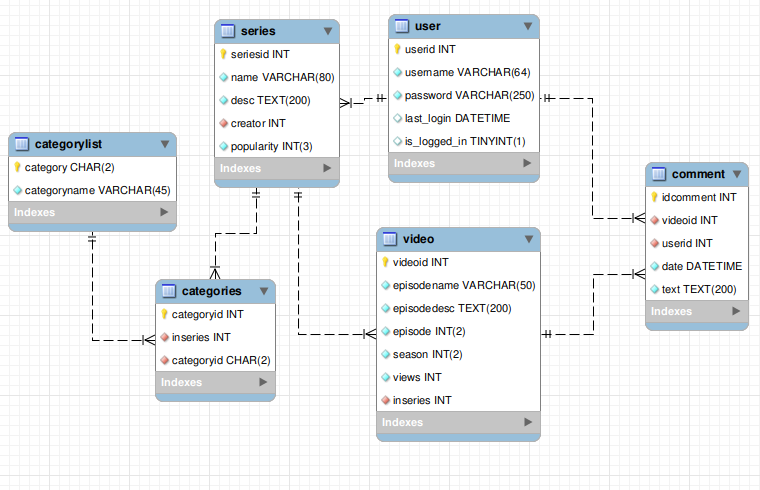 series
seriesid INT
name VARCHAR(80)
desc TEXT(200)
creator INT
popularity INT(3)
Indexes
user
userid INT
username VARCHAR(64)
password VARCHAR(250)
last_login DATETIME
is_logged_in TINYINT(1)
Indexes
categorylist
category CHAR(2)
categoryname VARCHAR(45)
Indexes
comment
idcomment INT
videoid INT
userid INT
date DATETIME
text TEXT(200)
Indexes
video
videoid INT
episodename VARCHAR(50)
episodedesc TEXT(200)
episode INT(2)
season INT(2)
views INT
inseries INT
Indexes
categories
categoryid INT
inseries INT
categoryid CHAR(2)
Indexes